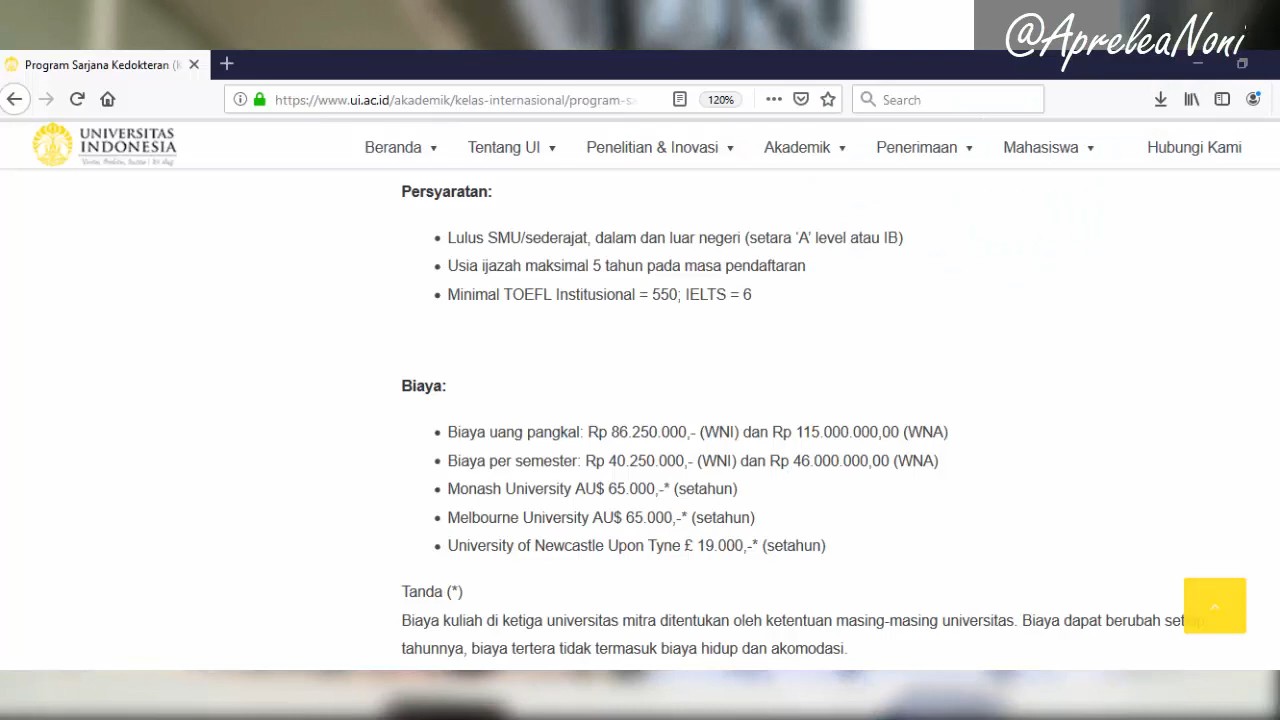 @ApreleaNoni
Program Sarjana Kedokteran (K
https://www.ui.ac.id/akademik/kelas-internasional/program-sa
120%
Search
UNIVERSITAS
INDONESIA
Beranda
Tentang UI
Penelitian & Inovasi
Akademik
Penerimaan
Mahasiswa
Hubungi Kami
Persyaratan:
Lulus SMU/sederajat, dalam dan luar negeri (setara ‘A’ level atau IB)
Usia ijazah maksimal 5 tahun pada masa pendaftaran
Minimal TOEFL Institusional = 550; IELTS = 6
Biaya:
Biaya uang pangkal: Rp 86.250.000,- (WNI) dan Rp 115.000.000,00 (WNA)
Biaya per semester: Rp 40.250.000,- (WNI) dan Rp 46.000.000,00 (WNA)
Monash University AU$ 65.000,-* (setahun)
Melbourne University AU$ 65.000,-* (setahun)
University of Newcastle Upon Tyne £ 19.000,-* (setahun)
Tanda (*)
Biaya kuliah di ketiga universitas mitra ditentukan oleh ketentuan masing-masing universitas. Biaya dapat berubah setiap
tahunnya, biaya tertera tidak termasuk biaya hidup dan akomodasi.